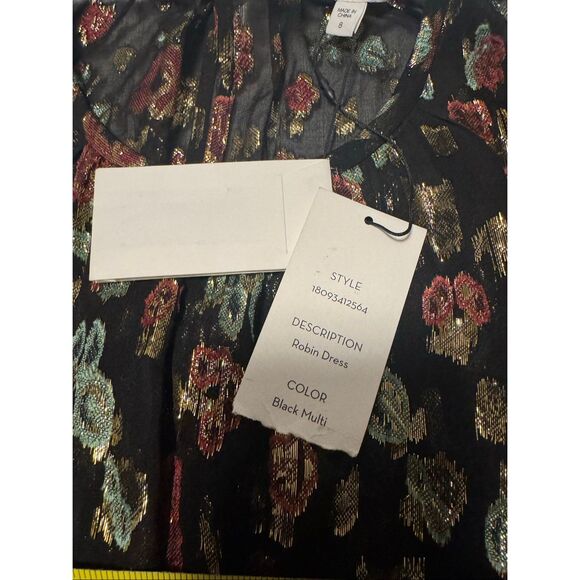 MADE IN
CHINA
8
STYLE
18093412564
DESCRIPTION
Robin Dress
COLOR
Black Multi